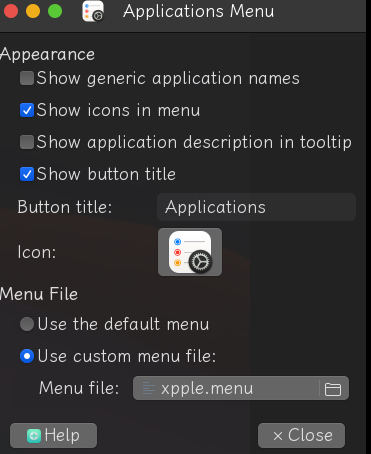 Applications Menu
Appearance
Show generic application names
Show icons in menu
Show application description in tooltip
Show button title
Button title: Applications
Icon:
Menu File
Use the default menu
Use custom menu file:
Menu file: xpple.menu
Help × Close